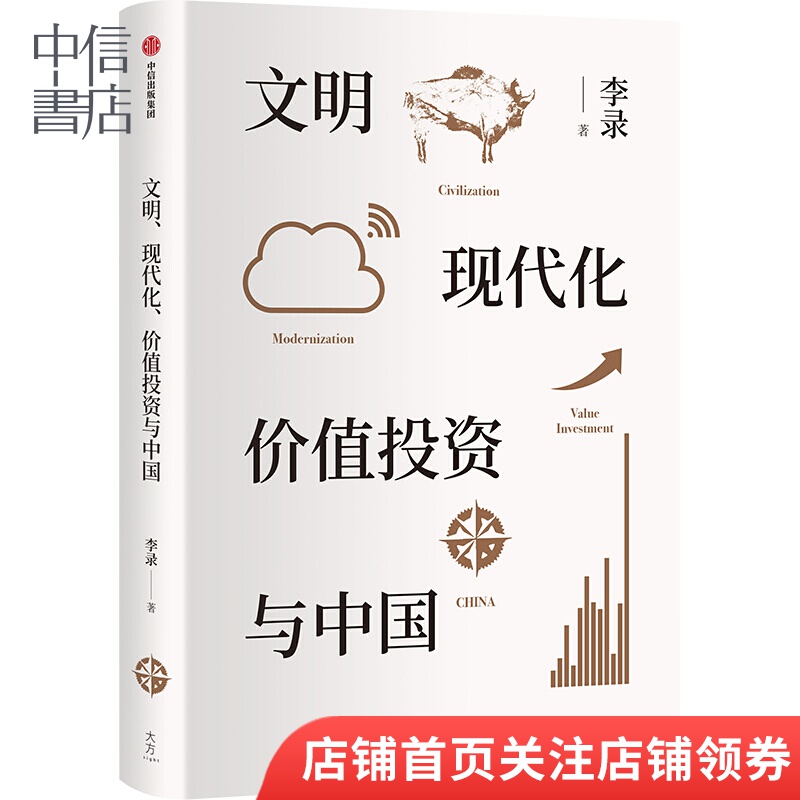 中信
書店
中信出版集团
文明、现代化、价值投资与中国
李录
著
大方
sight
文明
李录
著
Civilization
现代化
Modernization
Value
Investment
价值投资
与中国
CHINA
店铺首页关注店铺领券